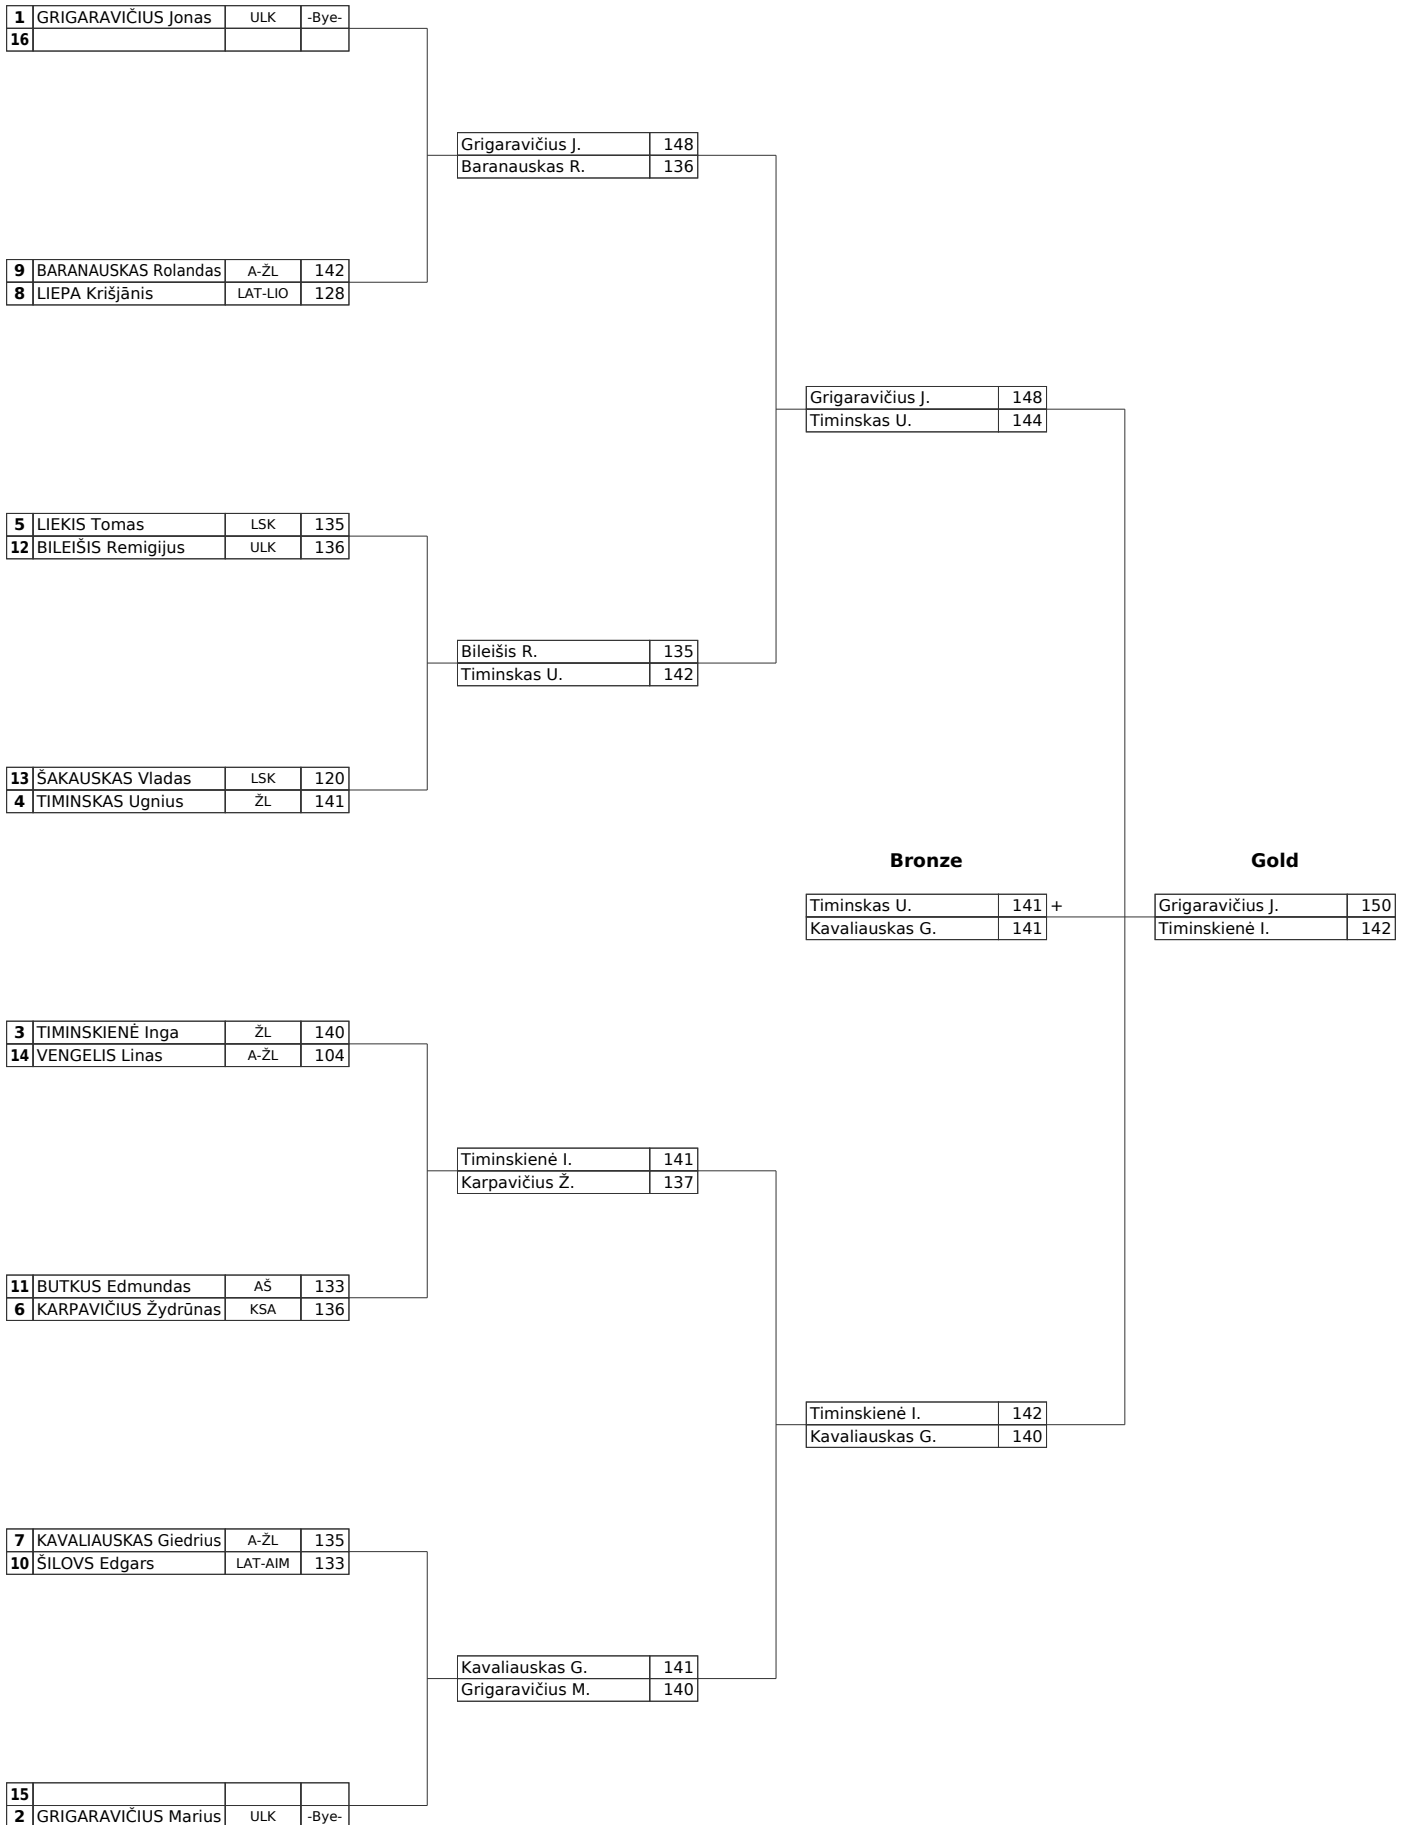 1 GRIGARAVIČIUS Jonas ULK -Bye-
16
Grigaravičius J. 148
Baranauskas R. 136
9 BARANAUSKAS Rolandas A-ŽL 142
8 LIEPA Krišjānis LAT-LIO 128
Grigaravičius J. 148
Timinskas U. 144
5 LIEKIS Tomas LSK 135
12 BILEIŠIS Remigijus ULK 136
Bileišis R. 135
Timinskas U. 142
13 ŠAKAUSKAS Vladas LSK 120
4 TIMINSKAS Ugnius ŽL 141
Bronze Gold
Timinskas U. 141 + Grigaravičius J. 150
Kavaliauskas G. 141 Timinskienė I. 142
3 TIMINSKIENĖ Inga ŽL 140
14 VENGELIS Linas A-ŽL 104
Timinskienė I. 141
Karpavičius Ž. 137
11 BUTKUS Edmundas AŠ 133
6 KARPAVIČIUS Žydrūnas KSA 136
Timinskienė I. 142
Kavaliauskas G. 140
7 KAVALIAUSKAS Giedrius A-ŽL 135
10 ŠILOVS Edgars LAT-AIM 133
Kavaliauskas G. 141
Grigaravičius M. 140
15
2 GRIGARAVIČIUS Marius ULK -Bye-